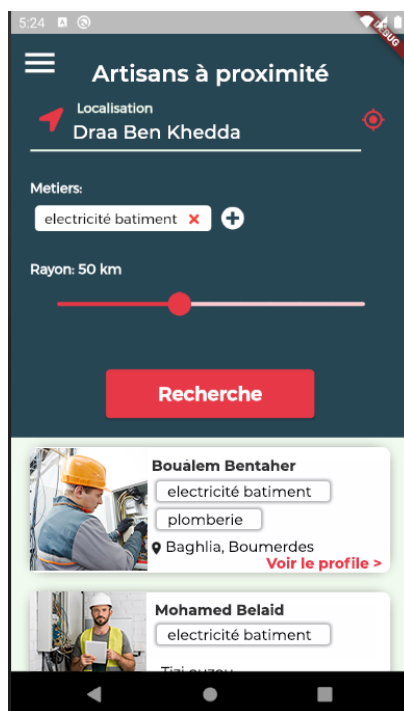 5:24
DEBUG
Artisans à proximité
Localisation
Draa Ben Khedda
Metiers:
electricité batiment
Rayon: 50 km
Recherche
Boualem Bentaher
electricité batiment
plomberie
Baghlia, Boumerdes
Voir le profile >
Mohamed Belaid
electricité batiment
Tizi ouzou